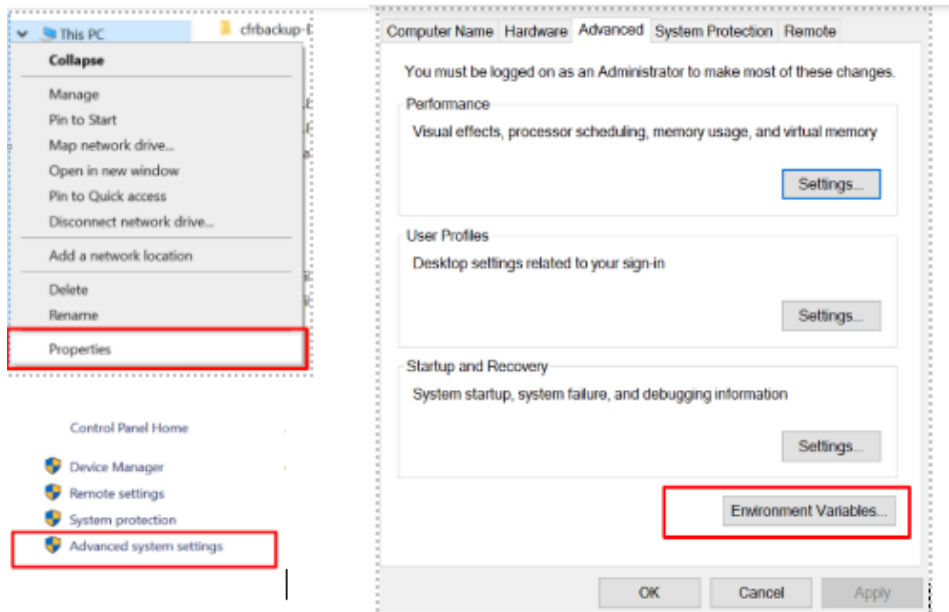 This PC
Collapse
Manage
Pin to Start
Map network drive...
Open in new window
Pin to Quick access
Disconnect network drive...
Add a network location
Delete
Rename
Properties
Control Panel Home
Device Manager
Remote settings
System protection
Advanced system settings
Computer Name Hardware Advanced System Protection Remote
You must be logged on as an Administrator to make most of these changes.
Performance
Visual effects, processor scheduling, memory usage, and virtual memory
Settings...
User Profiles
Desktop settings related to your sign-in
Settings...
Startup and Recovery
System startup, system failure, and debugging information
Settings...
Environment Variables...
OK Cancel Apply